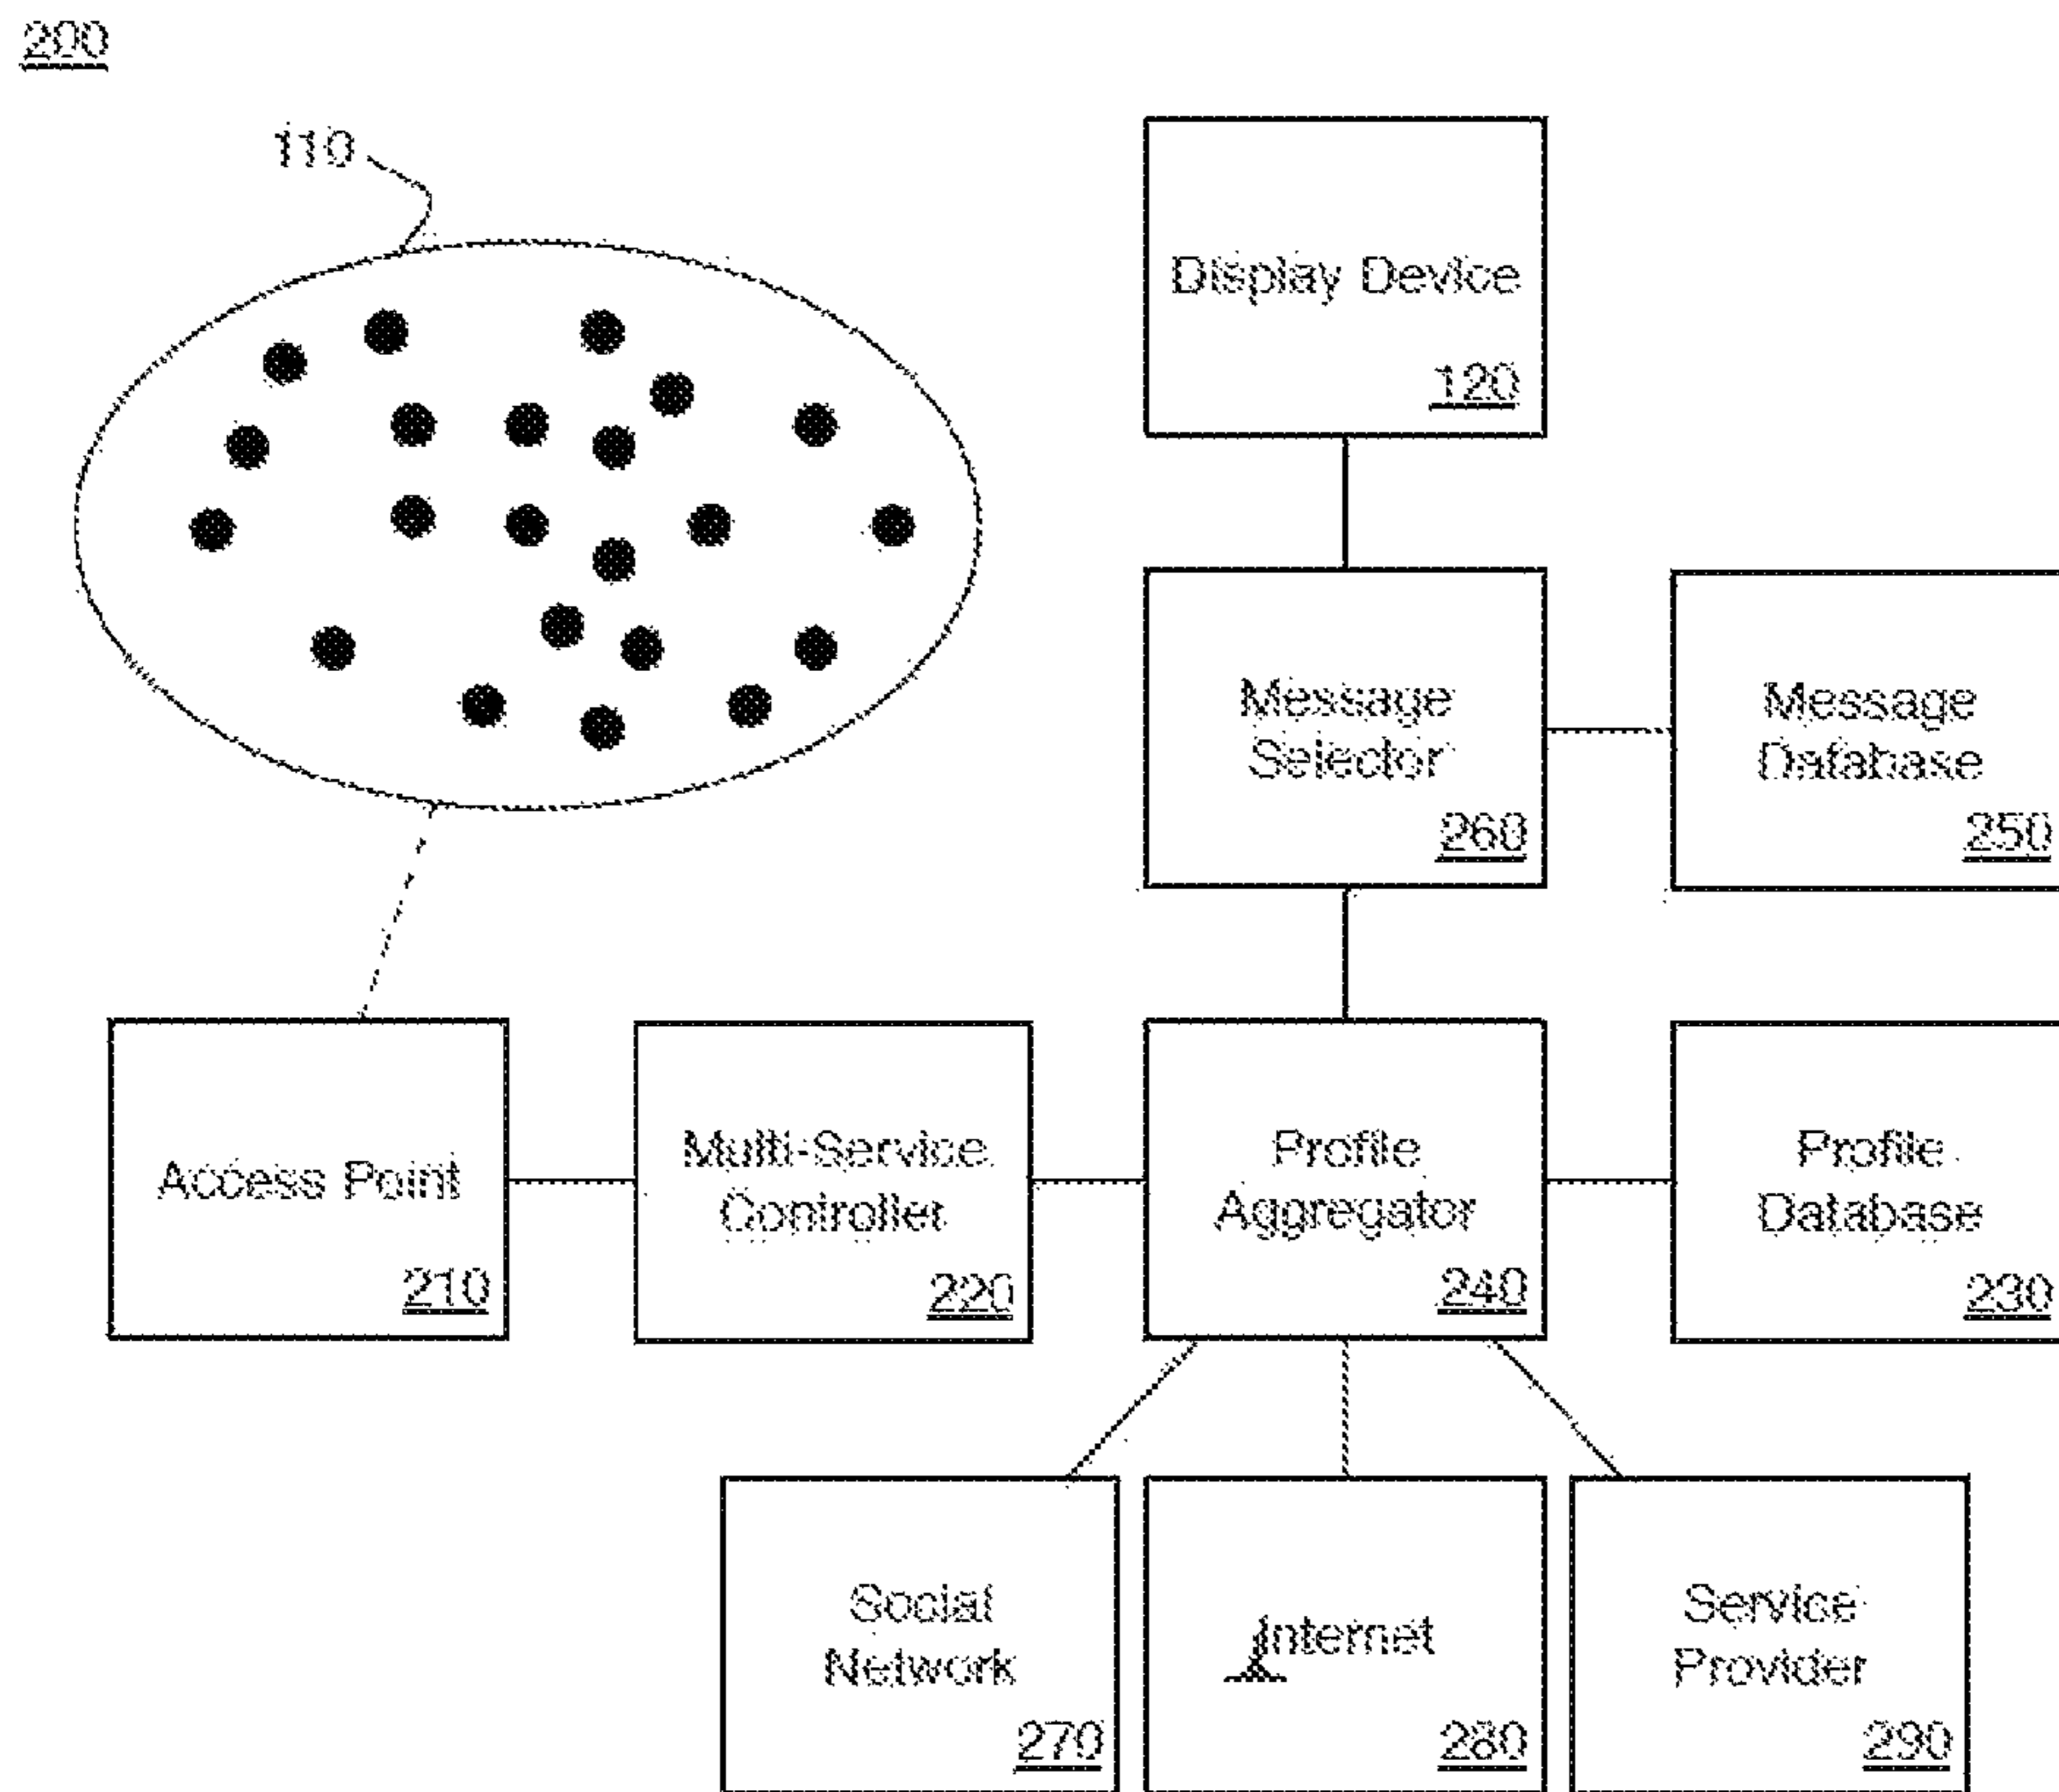 200
110
Display Device
120
Message
Selector
260
Message
Database
250
Access Point
210
Multi-Service
Controller
220
Profile
Aggregator
240
Profile
Database
230
Social
Network
270
Internet
280
Service
Provider
290